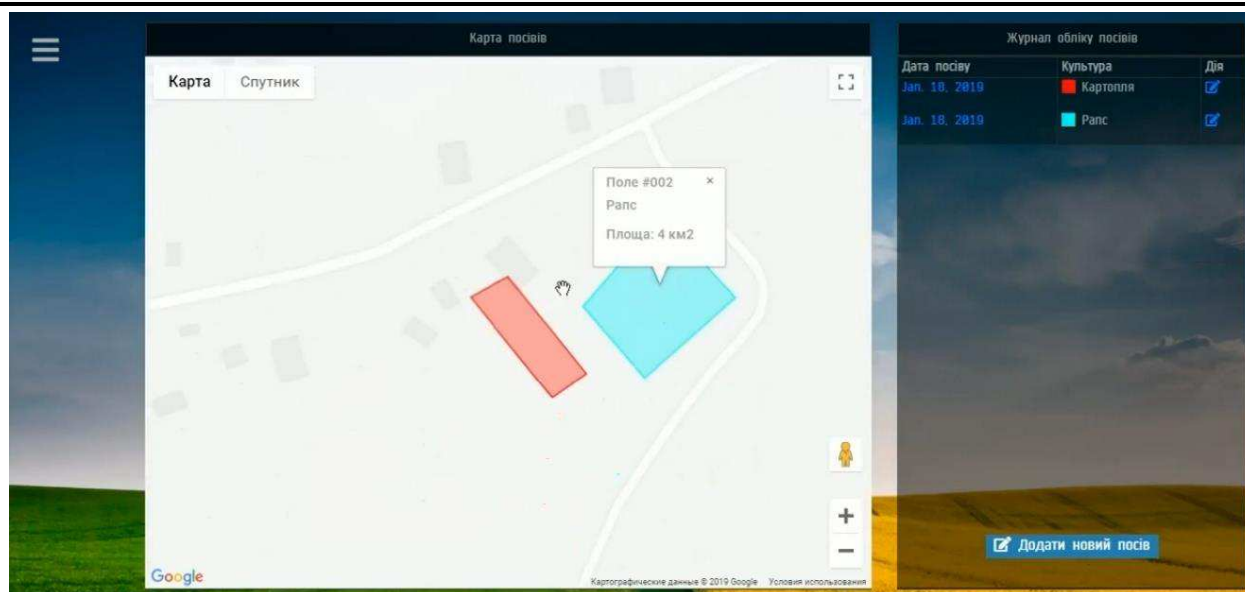 Карта посівів
Карта Спутник
Поле #002 ×
Рапс
Площа: 4 км2
Google
Картографические данные © 2019 Google Условия использования
Журнал обліку посівів
Дата посіву Культура Дія
Jan. 18, 2019 Картопля
Jan. 18, 2019 Рапс
Додати новий посів